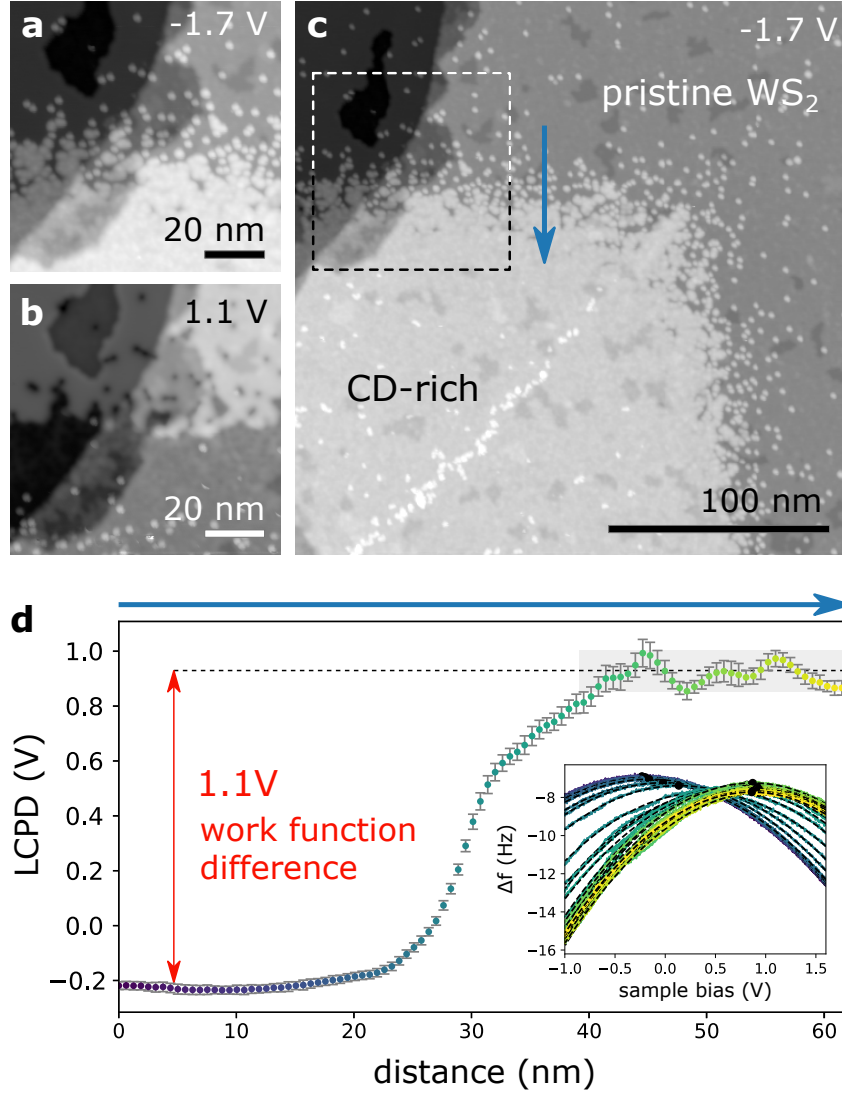 a
-1.7 V
20 nm
b
1.1 V
20 nm
c
-1.7 V
pristine WS₂
CD-rich
100 nm
d
1.0
0.8
0.6
0.4
0.2
0.0
−0.2
LCPD (V)
1.1V
work function
difference
0
10
20
30
40
50
60
distance (nm)
−8
−10
−12
−14
−16
Δf (Hz)
-1.0
-0.5
0.0
0.5
1.0
1.5
sample bias (V)